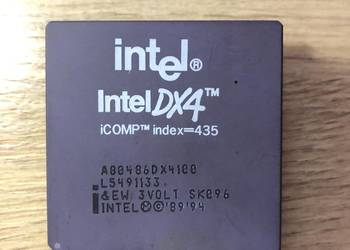 intel®
IntelDX4™
iCOMP™ index=435
A80486DX4100
L5491133
&EW 3VOLT SK096
INTEL Ⓜ©'89'94